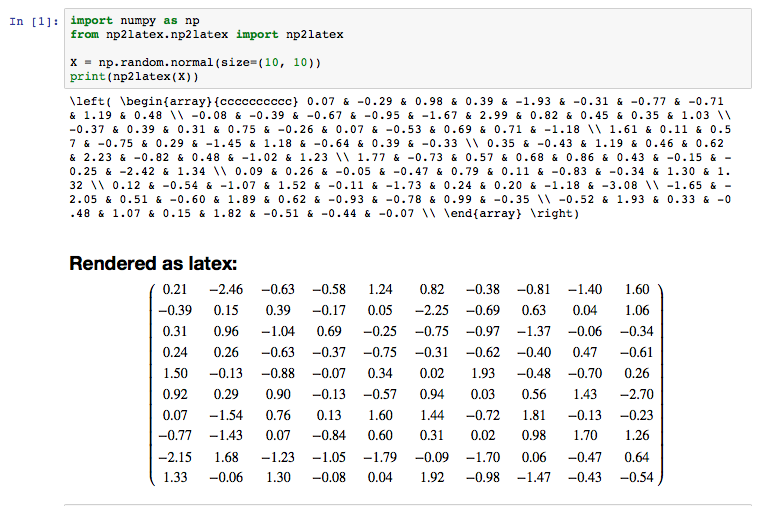 In [1]: import numpy as np
from np2latex.np2latex import np2latex
X = np.random.normal(size=(10, 10))
print(np2latex(X))
\left( \begin{array}{cccccccccc} 0.07 & -0.29 & 0.98 & 0.39 & -1.93 & -0.31 & -0.77 & -0.71
& 1.19 & 0.48 \\ -0.08 & -0.39 & -0.67 & -0.95 & -1.67 & 2.99 & 0.82 & 0.45 & 0.35 & 1.03 \\
-0.37 & 0.39 & 0.31 & 0.75 & -0.26 & 0.07 & -0.53 & 0.69 & 0.71 & -1.18 \\ 1.61 & 0.11 & 0.5
7 & -0.75 & 0.29 & -1.45 & 1.18 & -0.64 & 0.39 & -0.33 \\ 0.35 & -0.43 & 1.19 & 0.46 & 0.62
& 2.23 & -0.82 & 0.48 & -1.02 & 1.23 \\ 1.77 & -0.73 & 0.57 & 0.68 & 0.86 & 0.43 & -0.15 & -
0.25 & -2.42 & 1.34 \\ 0.09 & 0.26 & -0.05 & -0.47 & 0.79 & 0.11 & -0.83 & -0.34 & 1.30 & 1.
32 \\ 0.12 & -0.54 & -1.07 & 1.52 & -0.11 & -1.73 & 0.24 & 0.20 & -1.18 & -3.08 \\ -1.65 & -
2.05 & 0.51 & -0.60 & 1.89 & 0.62 & -0.93 & -0.78 & 0.99 & -0.35 \\ -0.52 & 1.93 & 0.33 & -0
.48 & 1.07 & 0.15 & 1.82 & -0.51 & -0.44 & -0.07 \\ \end{array} \right)
Rendered as latex:
0.21 −2.46 −0.63 −0.58 1.24 0.82 −0.38 −0.81 −1.40 1.60
−0.39 0.15 0.39 −0.17 0.05 −2.25 −0.69 0.63 0.04 1.06
0.31 0.96 −1.04 0.69 −0.25 −0.75 −0.97 −1.37 −0.06 −0.34
0.24 0.26 −0.63 −0.37 −0.75 −0.31 −0.62 −0.40 0.47 −0.61
1.50 −0.13 −0.88 −0.07 0.34 0.02 1.93 −0.48 −0.70 0.26
0.92 0.29 0.90 −0.13 −0.57 0.94 0.03 0.56 1.43 −2.70
0.07 −1.54 0.76 0.13 1.60 1.44 −0.72 1.81 −0.13 −0.23
−0.77 −1.43 0.07 −0.84 0.60 0.31 0.02 0.98 1.70 1.26
−2.15 1.68 −1.23 −1.05 −1.79 −0.09 −1.70 0.06 −0.47 0.64
1.33 −0.06 1.30 −0.08 0.04 1.92 −0.98 −1.47 −0.43 −0.54